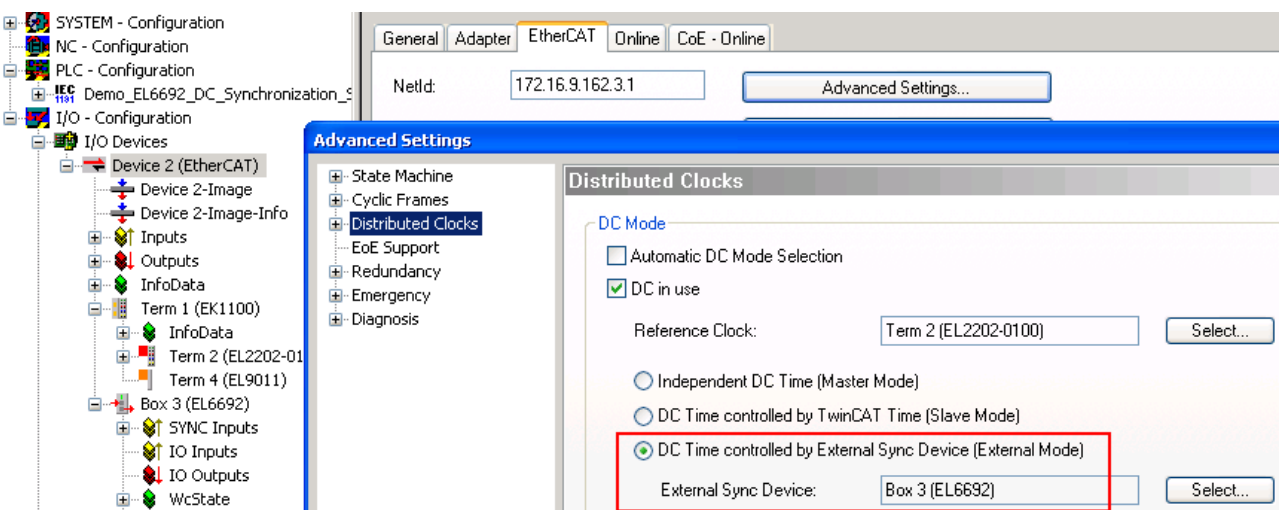 SYSTEM - Configuration
NC - Configuration
PLC - Configuration
IEC 1131 Demo_EL6692_DC_Synchronization_S
I/O - Configuration
I/O Devices
Device 2 (EtherCAT)
Device 2-Image
Device 2-Image-Info
Inputs
Outputs
InfoData
Term 1 (EK1100)
InfoData
Term 2 (EL2202-01
Term 4 (EL9011)
Box 3 (EL6692)
SYNC Inputs
IO Inputs
IO Outputs
WcState
General Adapter EtherCAT Online CoE - Online
NetId: 172.16.9.162.3.1 Advanced Settings...
Advanced Settings
State Machine
Cyclic Frames
Distributed Clocks
EoE Support
Redundancy
Emergency
Diagnosis
Distributed Clocks
DC Mode
Automatic DC Mode Selection
DC in use
Reference Clock: Term 2 (EL2202-0100) Select...
Independent DC Time (Master Mode)
DC Time controlled by TwinCAT Time (Slave Mode)
DC Time controlled by External Sync Device (External Mode)
External Sync Device: Box 3 (EL6692) Select...